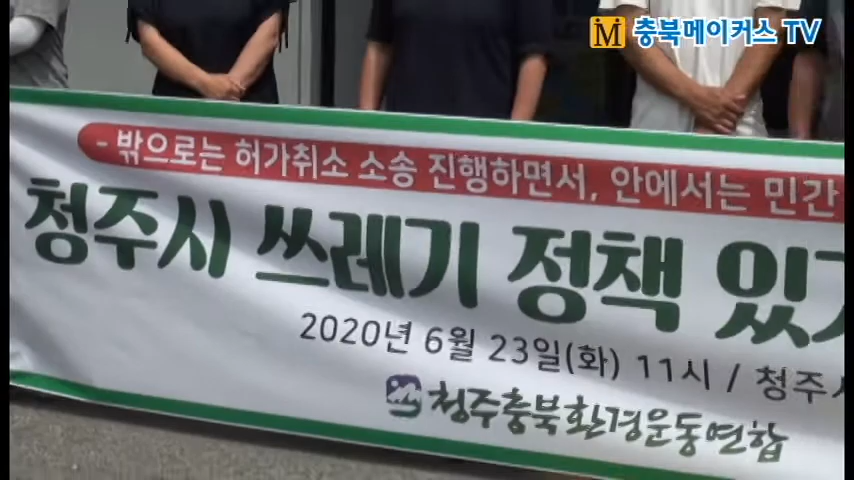 M 충북메이커스 TV
- 밖으로는 허가취소 소송 진행하면서, 안에서는 민간
청주시 쓰레기 정책 있
2020년 6월 23일(화) 11시 / 청주시
청주충북환경운동연합